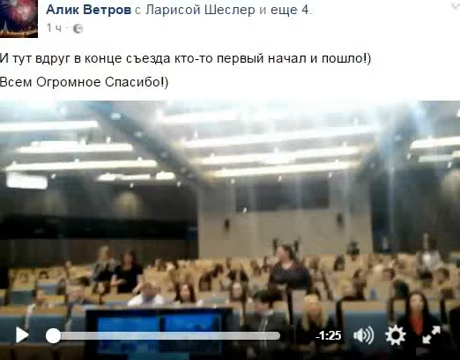 Алик Ветров с Ларисой Шеслер и еще 4.
1 ч ·
И тут вдруг в конце съезда кто-то первый начал и пошло!)
Всем Огромное Спасибо!)
-1:25